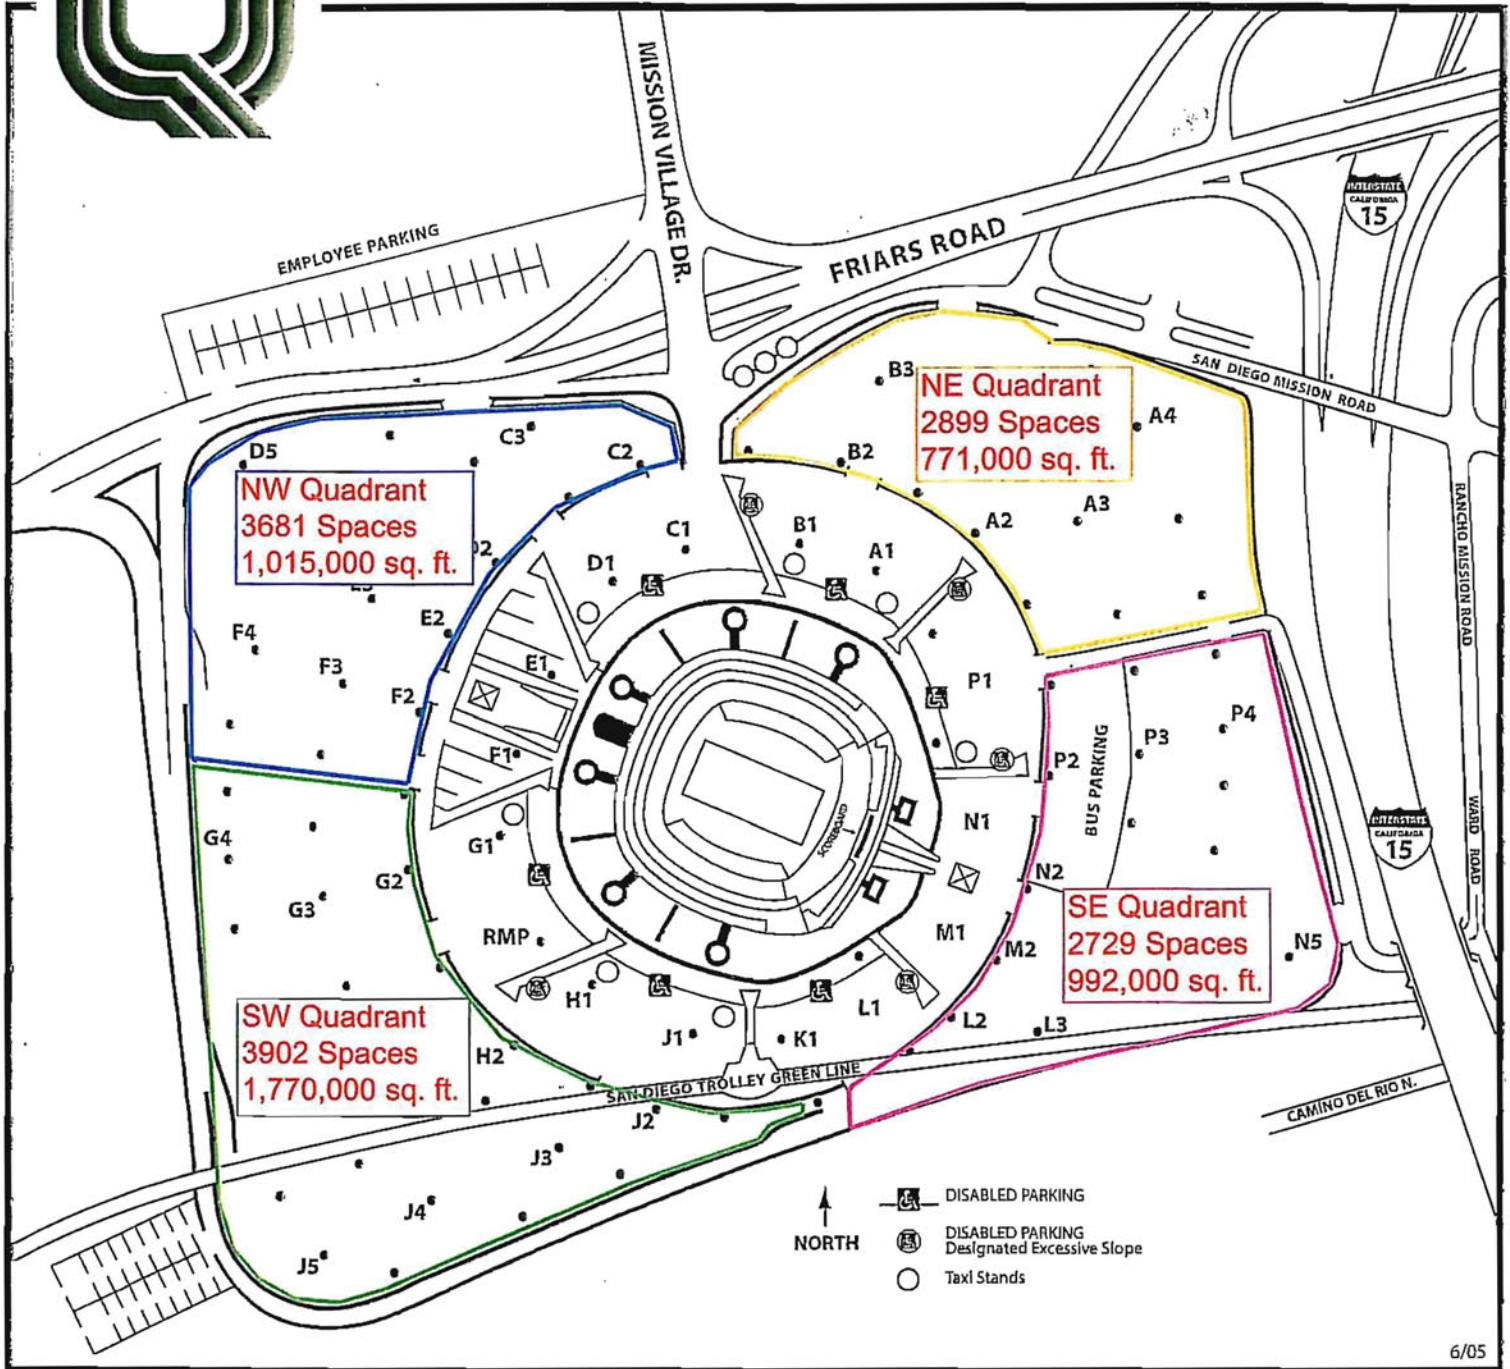 MISSION VILLAGE DR.
EMPLOYEE PARKING
FRIARS ROAD
INTERSTATE
CALIFORNIA
15
SAN DIEGO MISSION ROAD
RANCHO MISSION ROAD
WARD ROAD
B3
NE Quadrant
2899 Spaces
771,000 sq. ft.
A4
B2
A3
A2
D5
C3
C2
NW Quadrant
3681 Spaces
1,015,000 sq. ft.
C1
B1
A1
D1
E2
F4
F3
E1
F2
F1
P1
P2
BUS PARKING
P3
P4
INTERSTATE
CALIFORNIA
15
SCOREBOARD
N1
G4
G1
G2
G3
N2
SE Quadrant
2729 Spaces
992,000 sq. ft.
N5
RMP
M1
M2
H1
L1
L2
L3
J1
K1
SW Quadrant
3902 Spaces
1,770,000 sq. ft.
H2
SAN DIEGO TROLLEY GREEN LINE
CAMINO DEL RIO N.
J2
J3
J4
J5
NORTH
DISABLED PARKING
DISABLED PARKING
Designated Excessive Slope
Taxi Stands
6/05